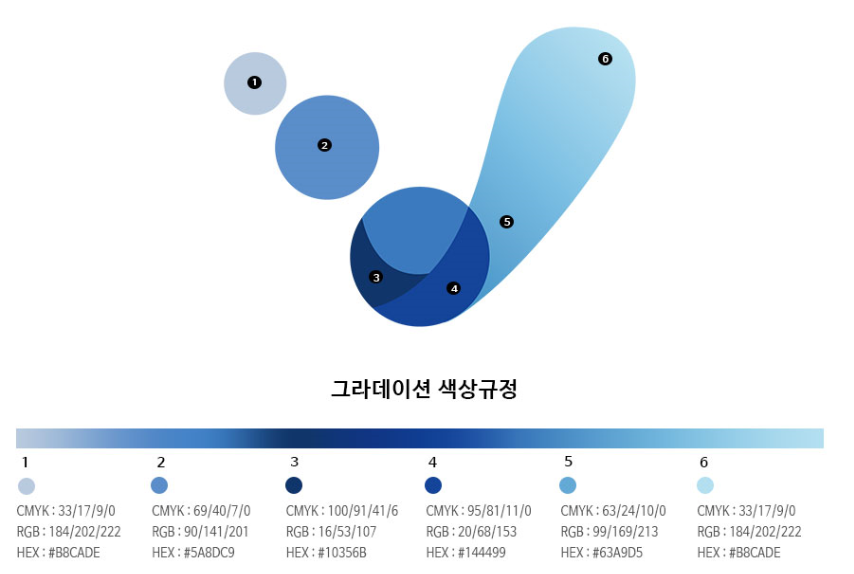 1
2
3
4
5
6
그라데이션 색상규정
1 2 3 4 5 6
CMYK : 33/17/9/0 CMYK : 69/40/7/0 CMYK : 100/91/41/6 CMYK : 95/81/11/0 CMYK : 63/24/10/0 CMYK : 33/17/9/0
RGB : 184/202/222 RGB : 90/141/201 RGB : 16/53/107 RGB : 20/68/153 RGB : 99/169/213 RGB : 184/202/222
HEX : #B8CADE HEX : #5A8DC9 HEX : #10356B HEX : #144499 HEX : #63A9D5 HEX : #B8CADE